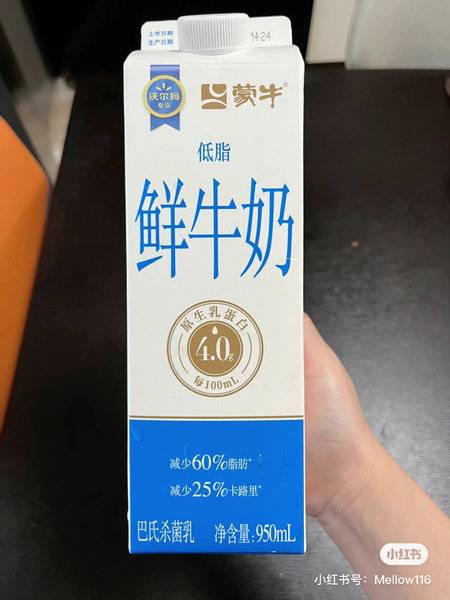 上市日期
生产日期
14:24
沃尔玛
专享
蒙牛®
低脂
鲜牛奶
原生乳蛋白
4.0g
每100mL
减少60%脂肪*
减少25%卡路里*
巴氏杀菌乳 净含量:950mL
小红书
小红书号：Mellow116